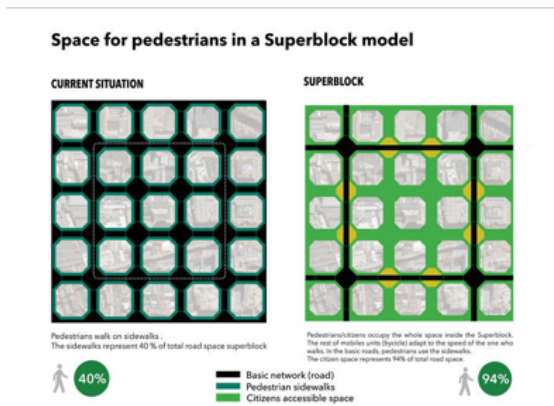 Space for pedestrians in a Superblock model
CURRENT SITUATION
SUPERBLOCK
Pedestrians walk on sidewalks .
The sidewalks represent 40 % of total road space superblock
Pedestrians/citizens occupy the whole space inside the Superblock.
The rest of mobiles units (bycicle) adapt to the speed of the one who
walks. In the basic roads, pedestrians use the sidewalks.
The citizen space represents 94% of total road space.
40%
Basic network (road)
Pedestrian sidewalks
Citizens accessible space
94%